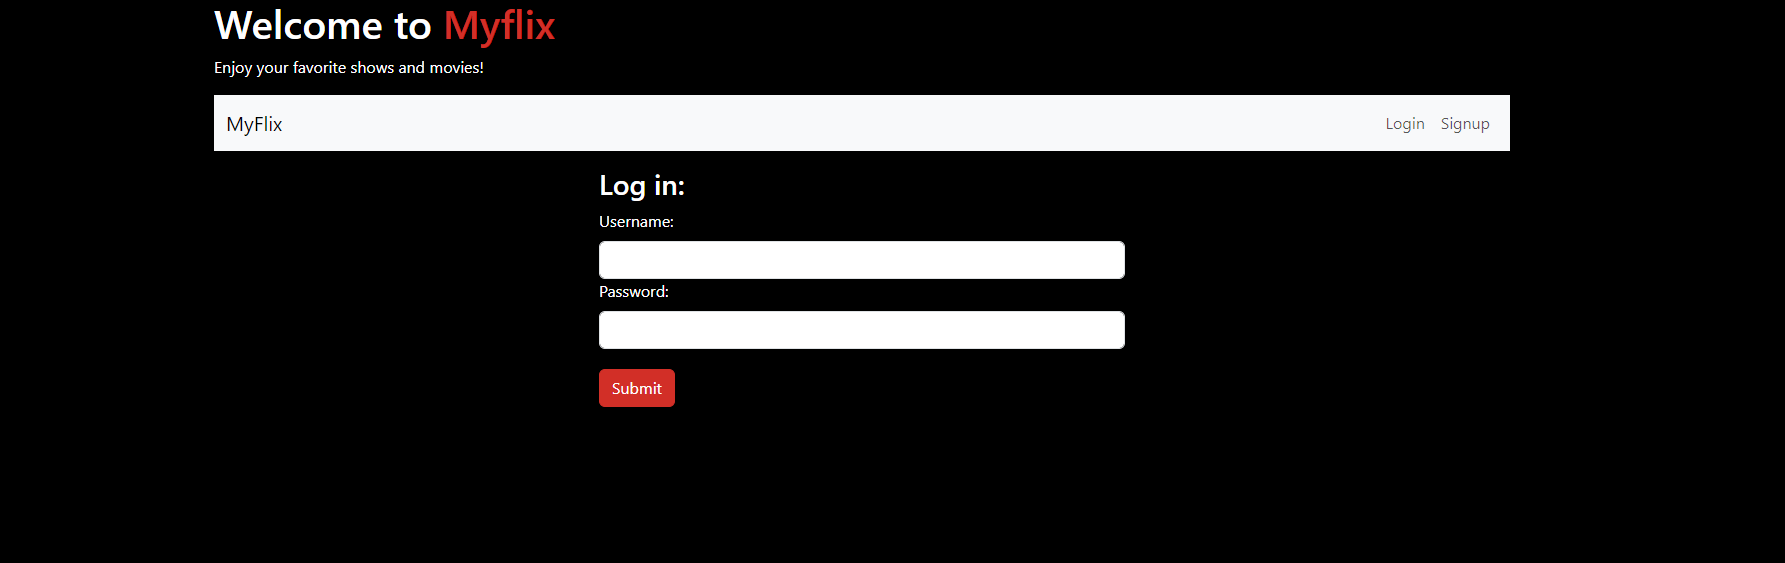 Welcome to Myflix
Enjoy your favorite shows and movies!
MyFlix Login Signup
Log in:
Username:
Password:
Submit